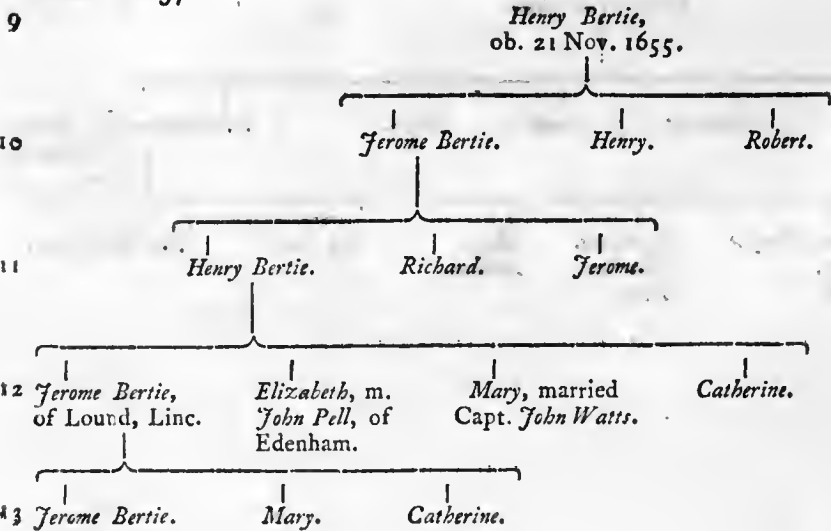 9
Henry Bertie,
ob. 21 Nov. 1655.
10 Jerome Bertie. Henry. Robert.
11 Henry Bertie. Richard. Jerome.
12 Jerome Bertie, Elizabeth, m. Mary, married Catherine.
of Lound, Linc. John Pell, of Capt. John Watts.
Edenham.
13 Jerome Bertie. Mary. Catherine.